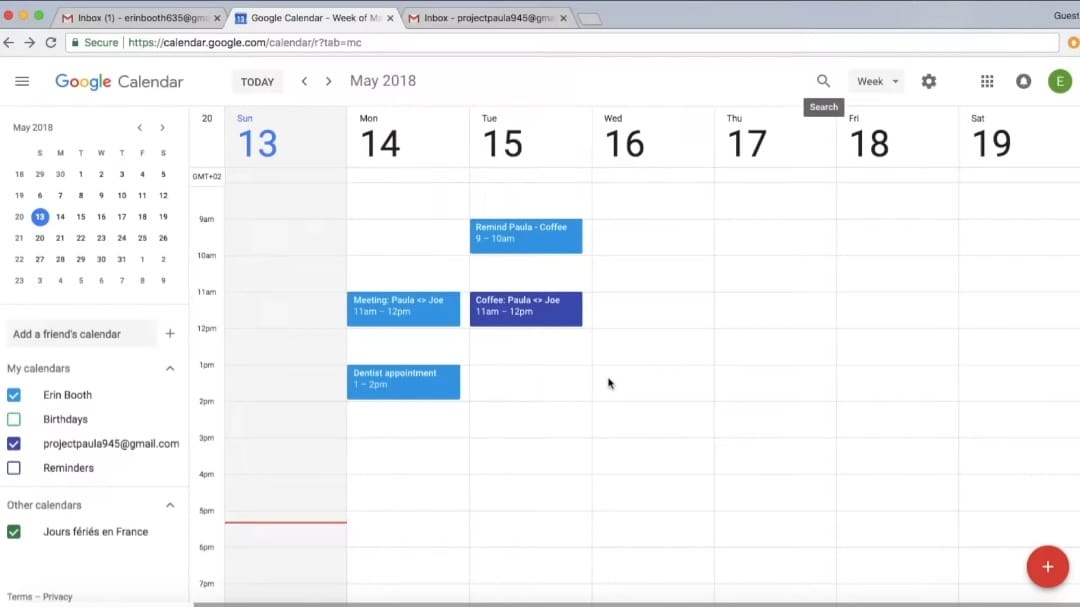 Inbox (1) - erinbooth635@gm
Google Calendar - Week of Ma
Inbox - projectpaula945@gma
Guest
Secure
https://calendar.google.com/calendar/r?tab=mc
Google Calendar
TODAY
May 2018
Week
E
Search
May 2018
S M T W T F S
18 29 30 1 2 3 4 5
19 6 7 8 9 10 11 12
20 13 14 15 16 17 18 19
21 20 21 22 23 24 25 26
22 27 28 29 30 31 1 2
23 3 4 5 6 7 8 9
Add a friend's calendar
My calendars
Erin Booth
Birthdays
projectpaula945@gmail.com
Reminders
Other calendars
Jours fériés en France
Terms – Privacy
20
Sun Mon Tue Wed Thu Fri Sat
13 14 15 16 17 18 19
GMT+02
9am
Remind Paula - Coffee
9 – 10am
10am
11am
Meeting: Paula <> Joe
11am – 12pm
Coffee: Paula <> Joe
11am – 12pm
12pm
1pm
Dentist appointment
1 – 2pm
2pm
3pm
4pm
5pm
6pm
7pm